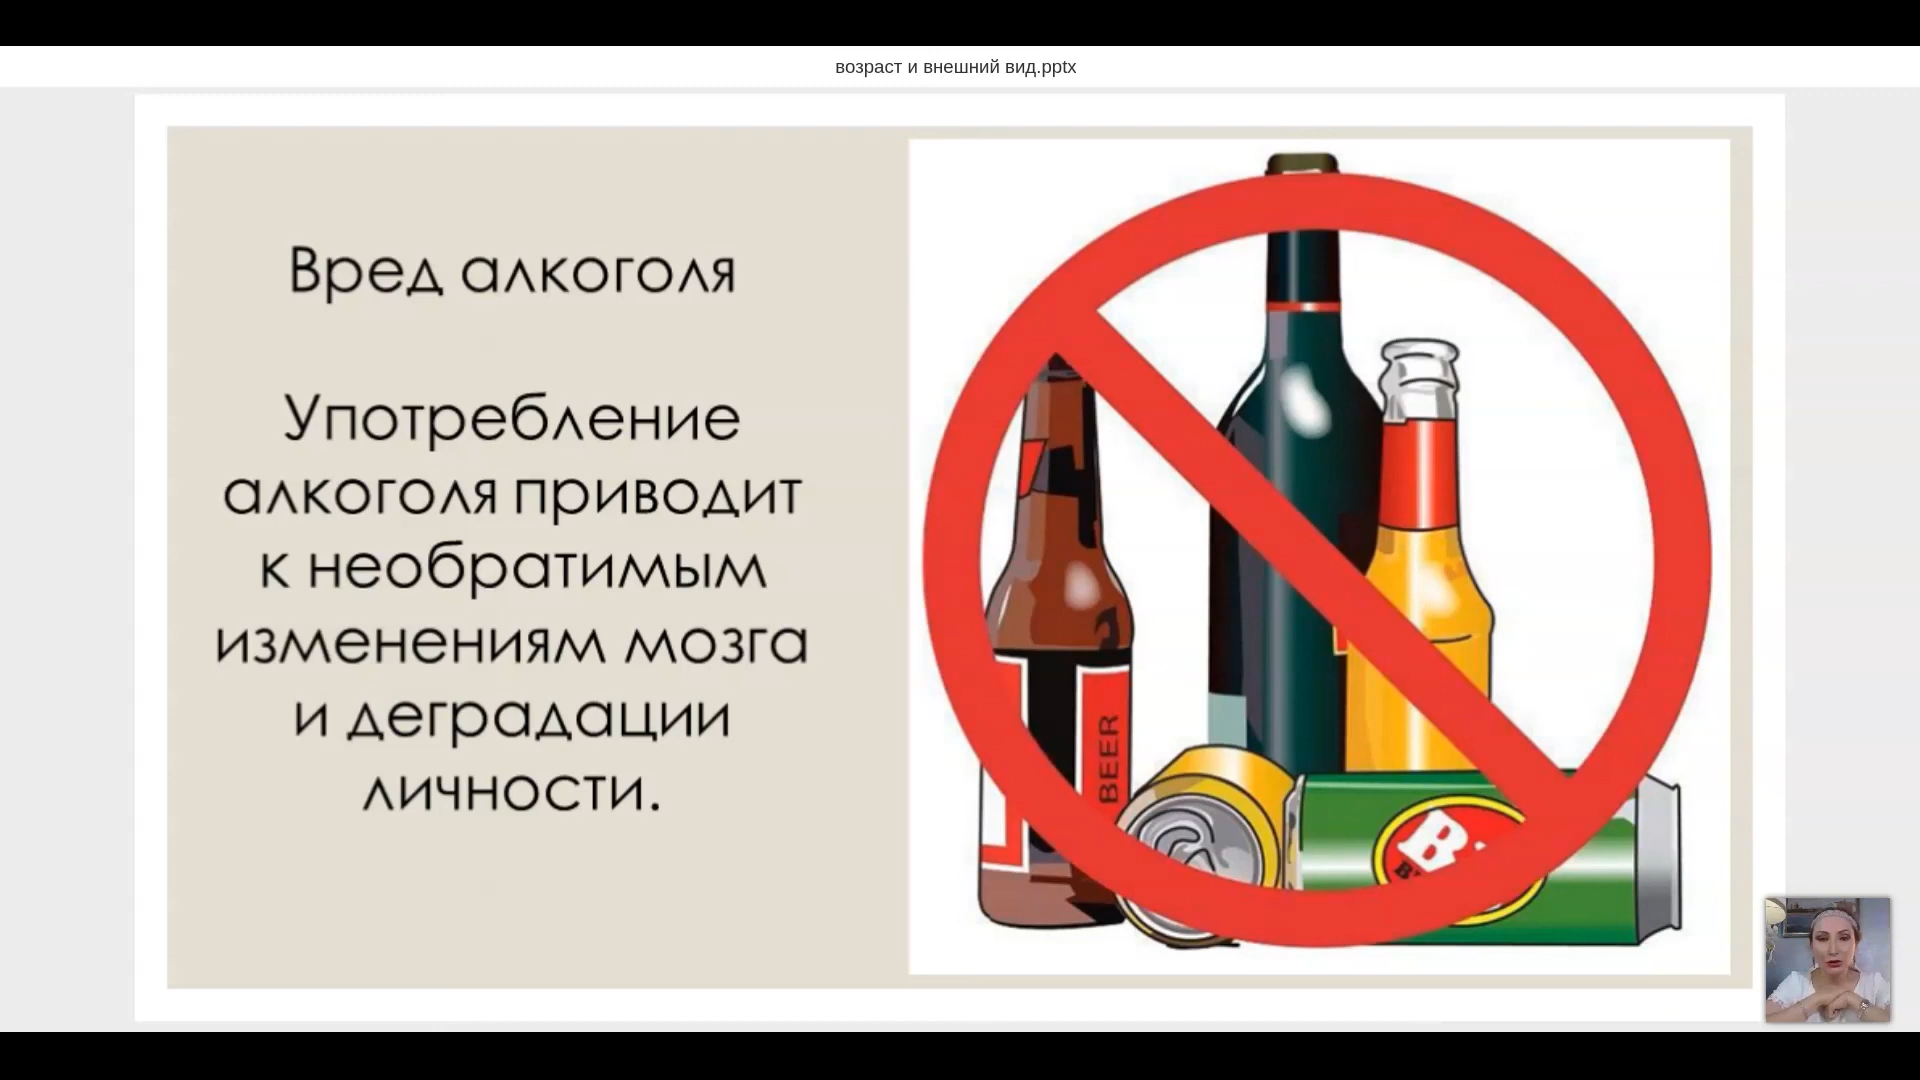 возраст и внешний вид.pptx
Вред алкоголя
Употребление
алкоголя приводит
к необратимым
изменениям мозга
и деградации
личности.
BEER